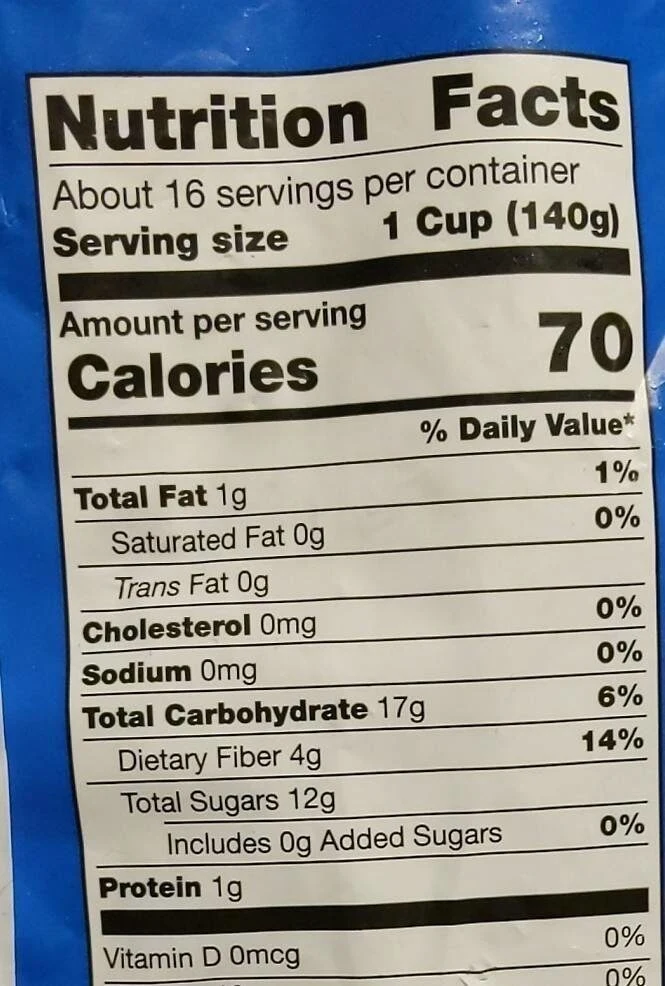 Nutrition Facts
About 16 servings per container
Serving size 1 Cup (140g)
Amount per serving
Calories 70
% Daily Value*
Total Fat 1g 1%
Saturated Fat 0g 0%
Trans Fat 0g
Cholesterol 0mg 0%
Sodium 0mg 0%
Total Carbohydrate 17g 6%
Dietary Fiber 4g 14%
Total Sugars 12g
Includes 0g Added Sugars 0%
Protein 1g
Vitamin D 0mcg 0%
0%